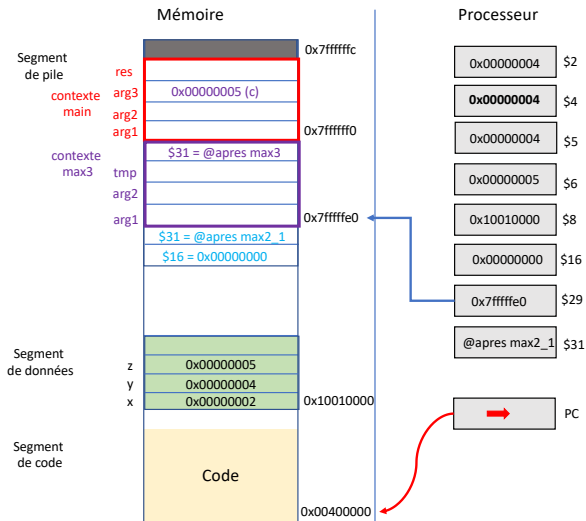 Mémoire
Processeur
0x7ffffffc
Segment
de pile
res
contexte
main
arg3
0x00000005 (c)
arg2
arg1
0x7ffffff0
contexte
max3
$31 = @apres max3
tmp
arg2
arg1
0x7fffffe0
$31 = @apres max2_1
$16 = 0x00000000
Segment
de données
z
0x00000005
y
0x00000004
x
0x00000002
0x10010000
Segment
de code
Code
0x00400000
0x00000004
$2
0x00000004
$4
0x00000004
$5
0x00000005
$6
0x10010000
$8
0x00000000
$16
0x7fffffe0
$29
@apres max2_1
$31
PC